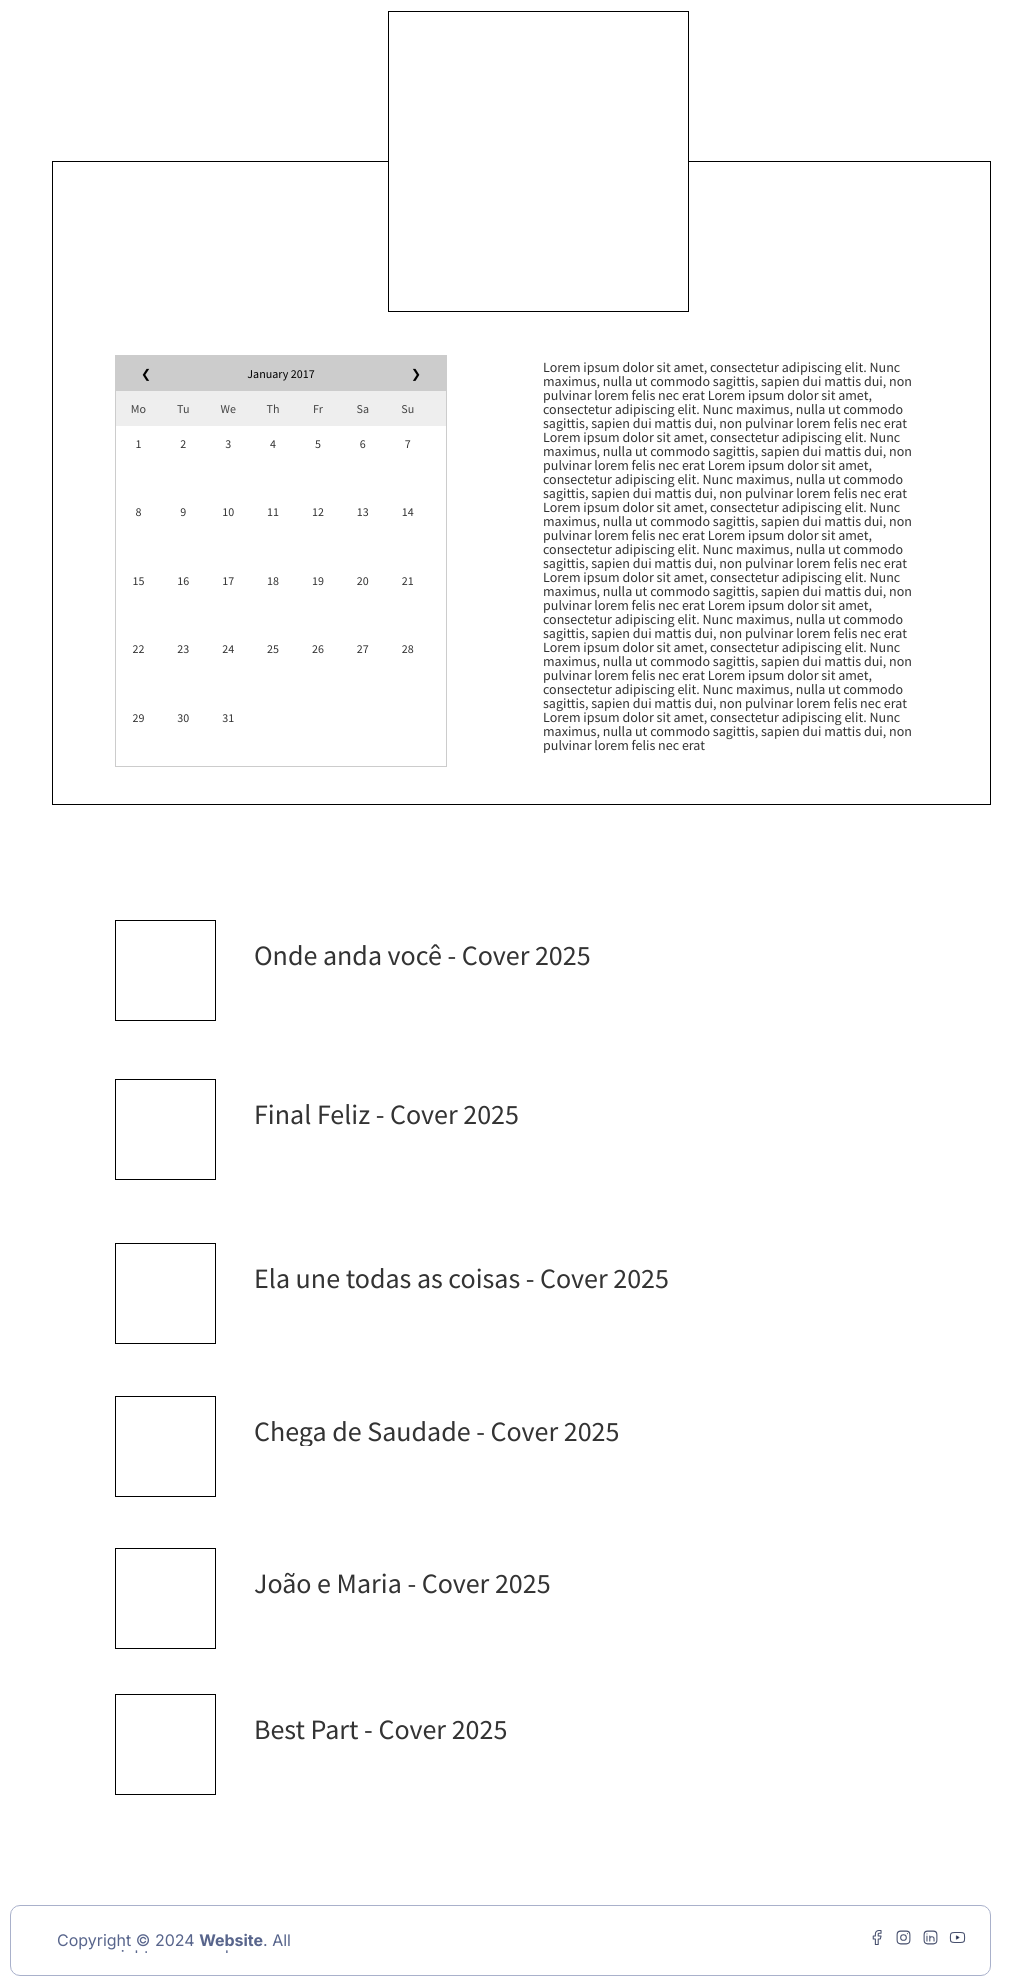 ❮ January 2017 ❯
Mo Tu We Th Fr Sa Su
1 2 3 4 5 6 7
8 9 10 11 12 13 14
15 16 17 18 19 20 21
22 23 24 25 26 27 28
29 30 31
Lorem ipsum dolor sit amet, consectetur adipiscing elit. Nunc
maximus, nulla ut commodo sagittis, sapien dui mattis dui, non
pulvinar lorem felis nec erat Lorem ipsum dolor sit amet,
consectetur adipiscing elit. Nunc maximus, nulla ut commodo
sagittis, sapien dui mattis dui, non pulvinar lorem felis nec erat
Lorem ipsum dolor sit amet, consectetur adipiscing elit. Nunc
maximus, nulla ut commodo sagittis, sapien dui mattis dui, non
pulvinar lorem felis nec erat Lorem ipsum dolor sit amet,
consectetur adipiscing elit. Nunc maximus, nulla ut commodo
sagittis, sapien dui mattis dui, non pulvinar lorem felis nec erat
Lorem ipsum dolor sit amet, consectetur adipiscing elit. Nunc
maximus, nulla ut commodo sagittis, sapien dui mattis dui, non
pulvinar lorem felis nec erat Lorem ipsum dolor sit amet,
consectetur adipiscing elit. Nunc maximus, nulla ut commodo
sagittis, sapien dui mattis dui, non pulvinar lorem felis nec erat
Lorem ipsum dolor sit amet, consectetur adipiscing elit. Nunc
maximus, nulla ut commodo sagittis, sapien dui mattis dui, non
pulvinar lorem felis nec erat Lorem ipsum dolor sit amet,
consectetur adipiscing elit. Nunc maximus, nulla ut commodo
sagittis, sapien dui mattis dui, non pulvinar lorem felis nec erat
Lorem ipsum dolor sit amet, consectetur adipiscing elit. Nunc
maximus, nulla ut commodo sagittis, sapien dui mattis dui, non
pulvinar lorem felis nec erat Lorem ipsum dolor sit amet,
consectetur adipiscing elit. Nunc maximus, nulla ut commodo
sagittis, sapien dui mattis dui, non pulvinar lorem felis nec erat
Lorem ipsum dolor sit amet, consectetur adipiscing elit. Nunc
maximus, nulla ut commodo sagittis, sapien dui mattis dui, non
pulvinar lorem felis nec erat
Onde anda você - Cover 2025
Final Feliz - Cover 2025
Ela une todas as coisas - Cover 2025
Chega de Saudade - Cover 2025
João e Maria - Cover 2025
Best Part - Cover 2025
Copyright © 2024 Website. All